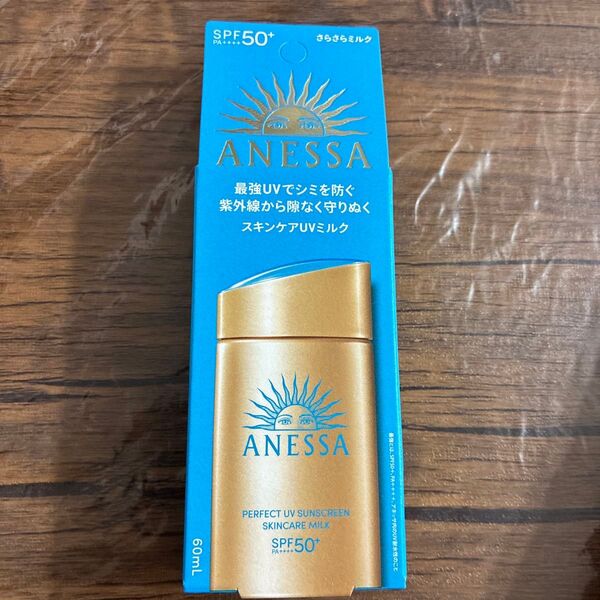 SPF50+
PA++++
さらさらミルク
ANESSA
最強UVでシミを防ぐ
紫外線から隙なく守りぬく
スキンケアUVミルク
ANESSA
PERFECT UV SUNSCREEN
SKINCARE MILK
SPF50+
PA++++
60mL